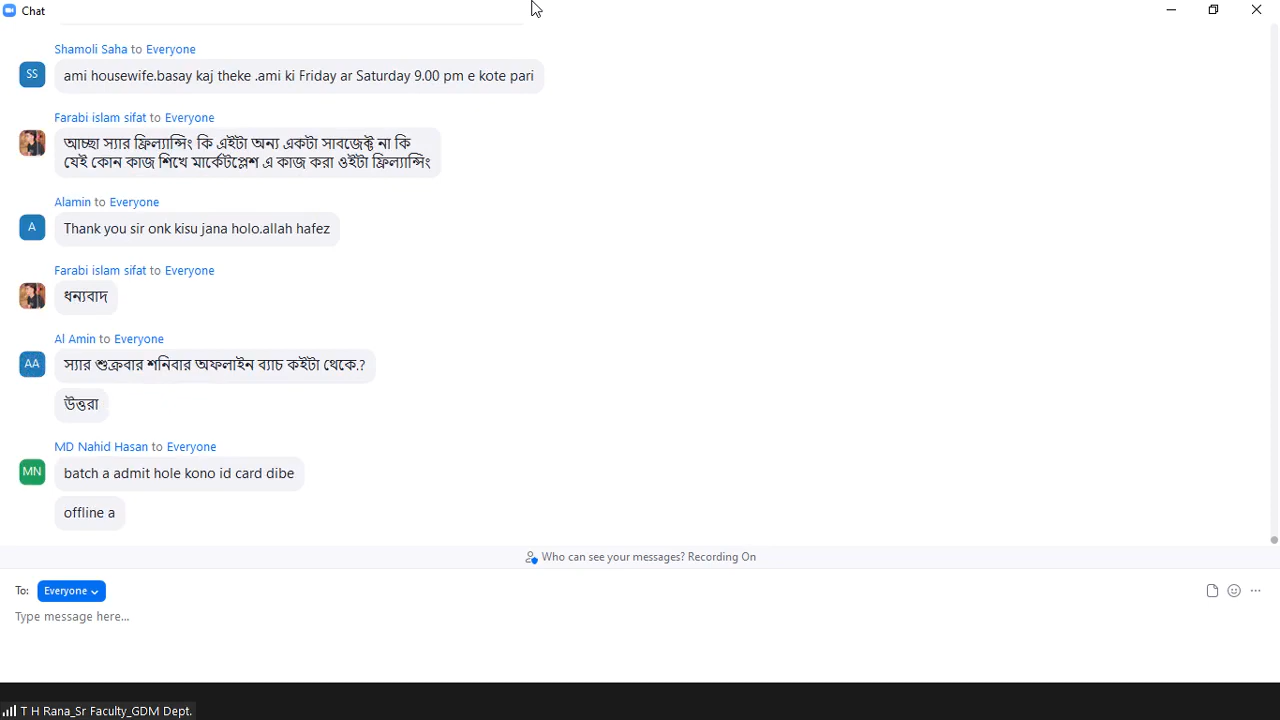 Chat
Shamoli Saha to Everyone
SS
ami housewife.basay kaj theke .ami ki Friday ar Saturday 9.00 pm e kote pari
Farabi islam sifat to Everyone
আচ্ছা স্যার ফ্রিল্যান্সিং কি এইটা অন্য একটা সাবজেক্ট না কি
যেই কোন কাজ শিখে মার্কেটপ্লেশ এ কাজ করা ওইটা ফ্রিল্যান্সিং
Alamin to Everyone
A
Thank you sir onk kisu jana holo.allah hafez
Farabi islam sifat to Everyone
ধন্যবাদ
Al Amin to Everyone
AA
স্যার শুক্রবার শনিবার অফলাইন ব্যাচ কইটা থেকে.?
উত্তরা
MD Nahid Hasan to Everyone
MN
batch a admit hole kono id card dibe
offline a
Who can see your messages? Recording On
To: Everyone
Type message here...
T H Rana_Sr Faculty_GDM Dept.